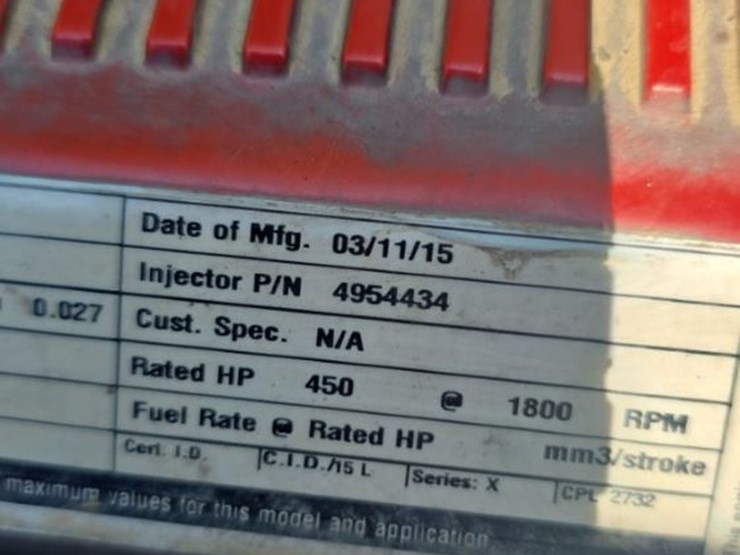 Date of Mfg. 03/11/15
Injector P/N 4954434
0.027 Cust. Spec. N/A
Rated HP 450 @ 1800 RPM
Fuel Rate @ Rated HP mm3/stroke
Cert. I.D. C.I.D./15 L Series: X CPL 2732
maximum values for this model and application